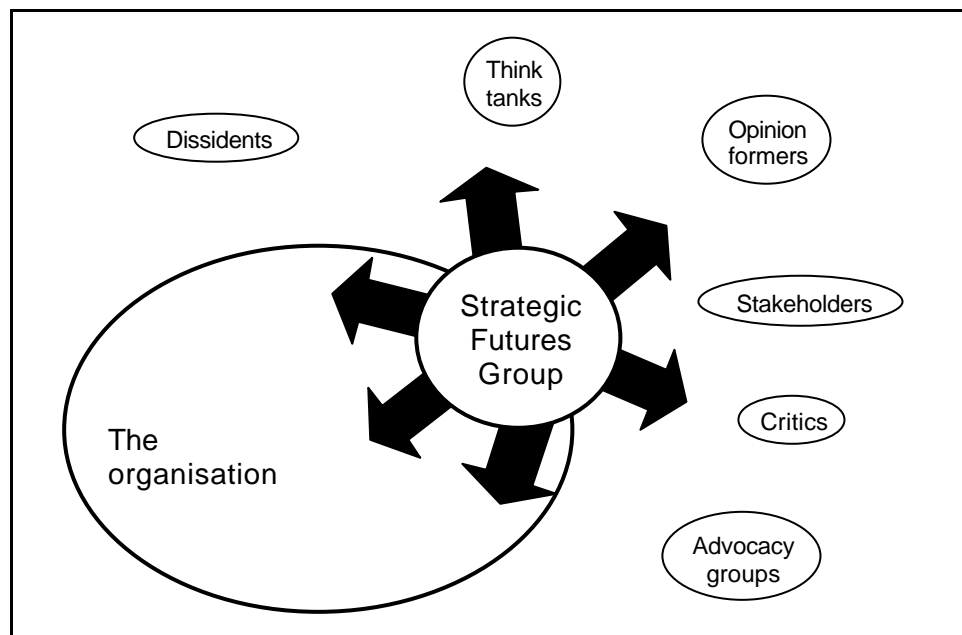 Think
tanks
Dissidents
Opinion
formers
Strategic
Futures
Group
Stakeholders
The
organisation
Critics
Advocacy
groups